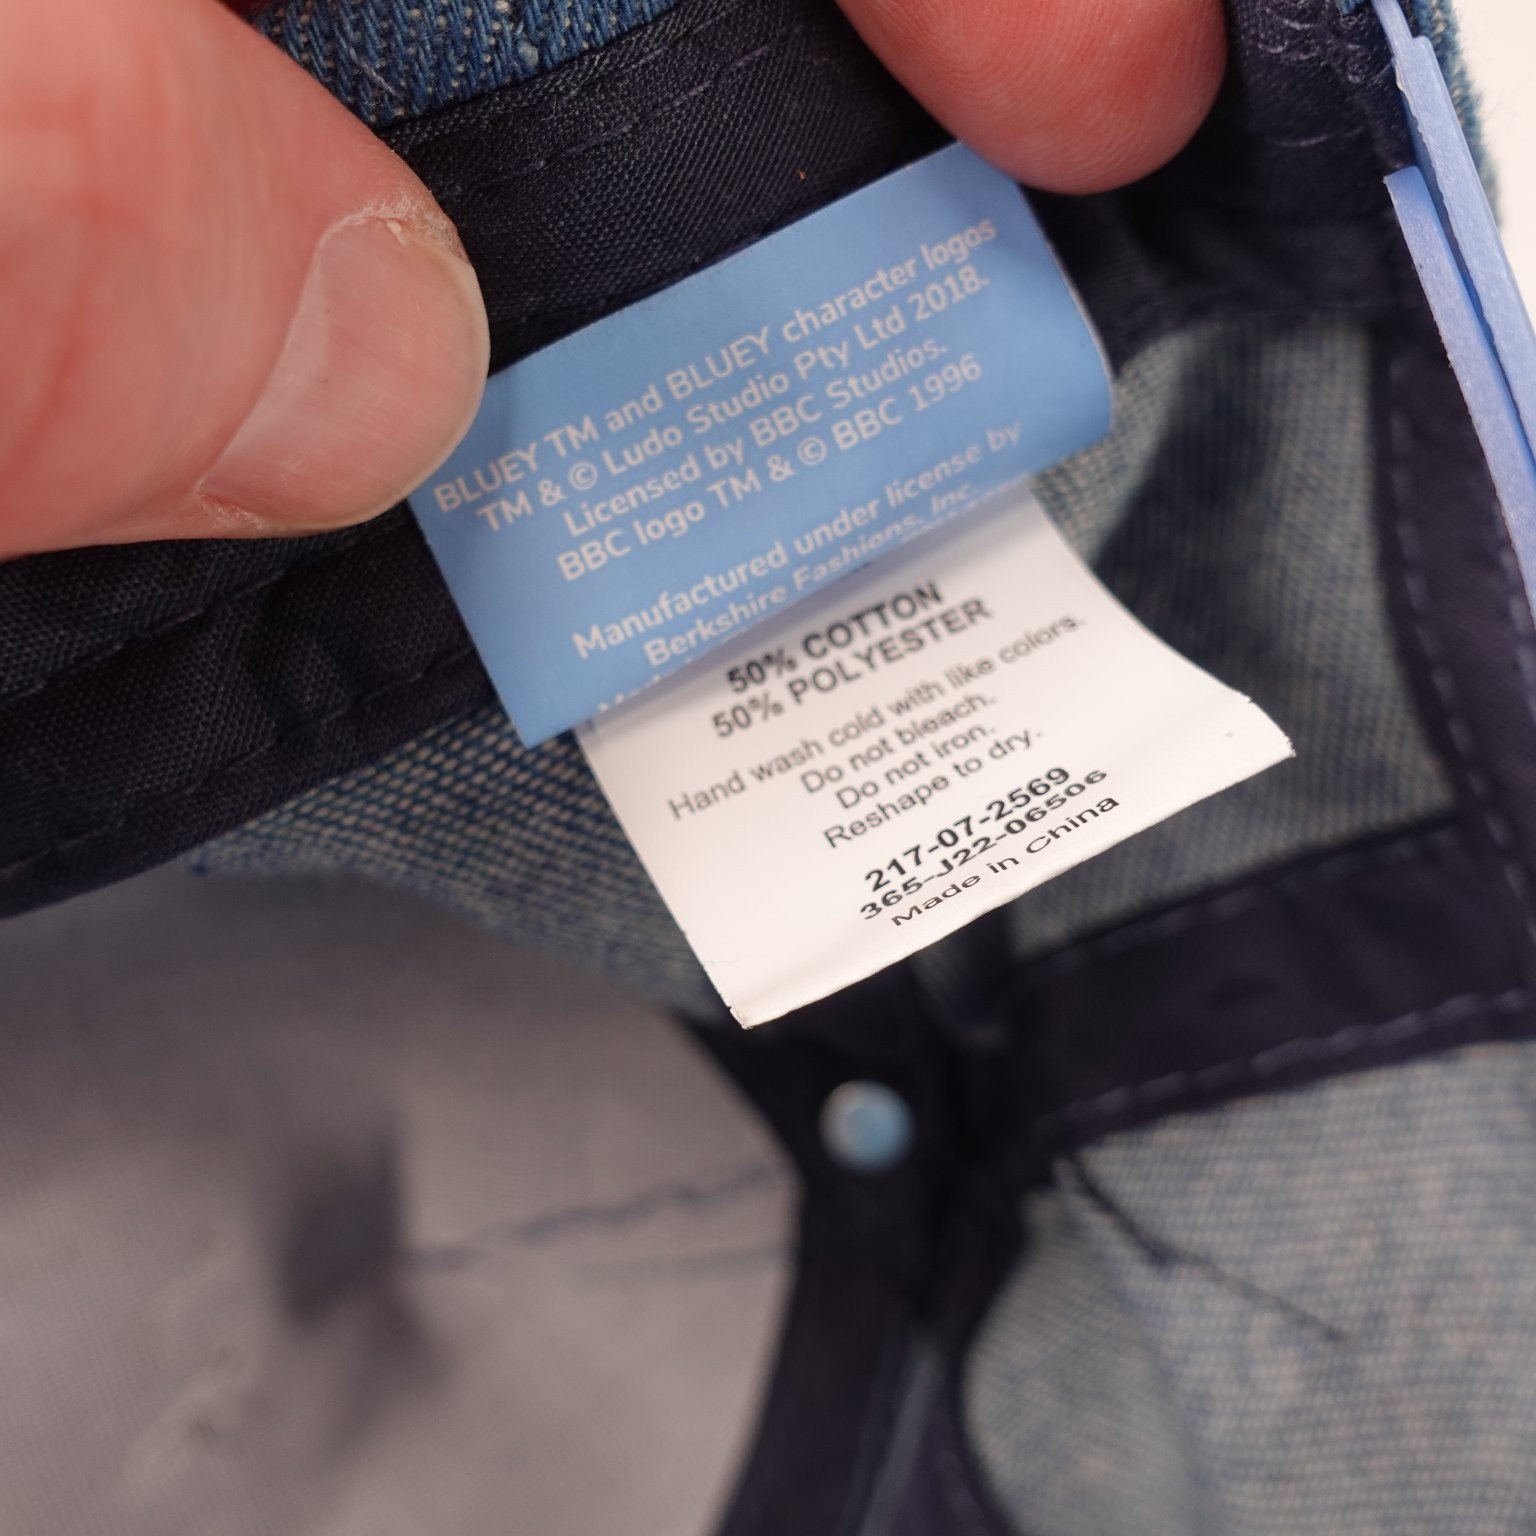 BLUEY TM and BLUEY character logos
TM & © Ludo Studio Pty Ltd 2018.
Licensed by BBC Studios.
BBC logo TM & © BBC 1996
Manufactured under license by
Berkshire Fashions, Inc.
50% COTTON
50% POLYESTER
Hand wash cold with like colors.
Do not bleach.
Do not iron.
Reshape to dry.
217-07-2569
365-J22-06506
Made in China